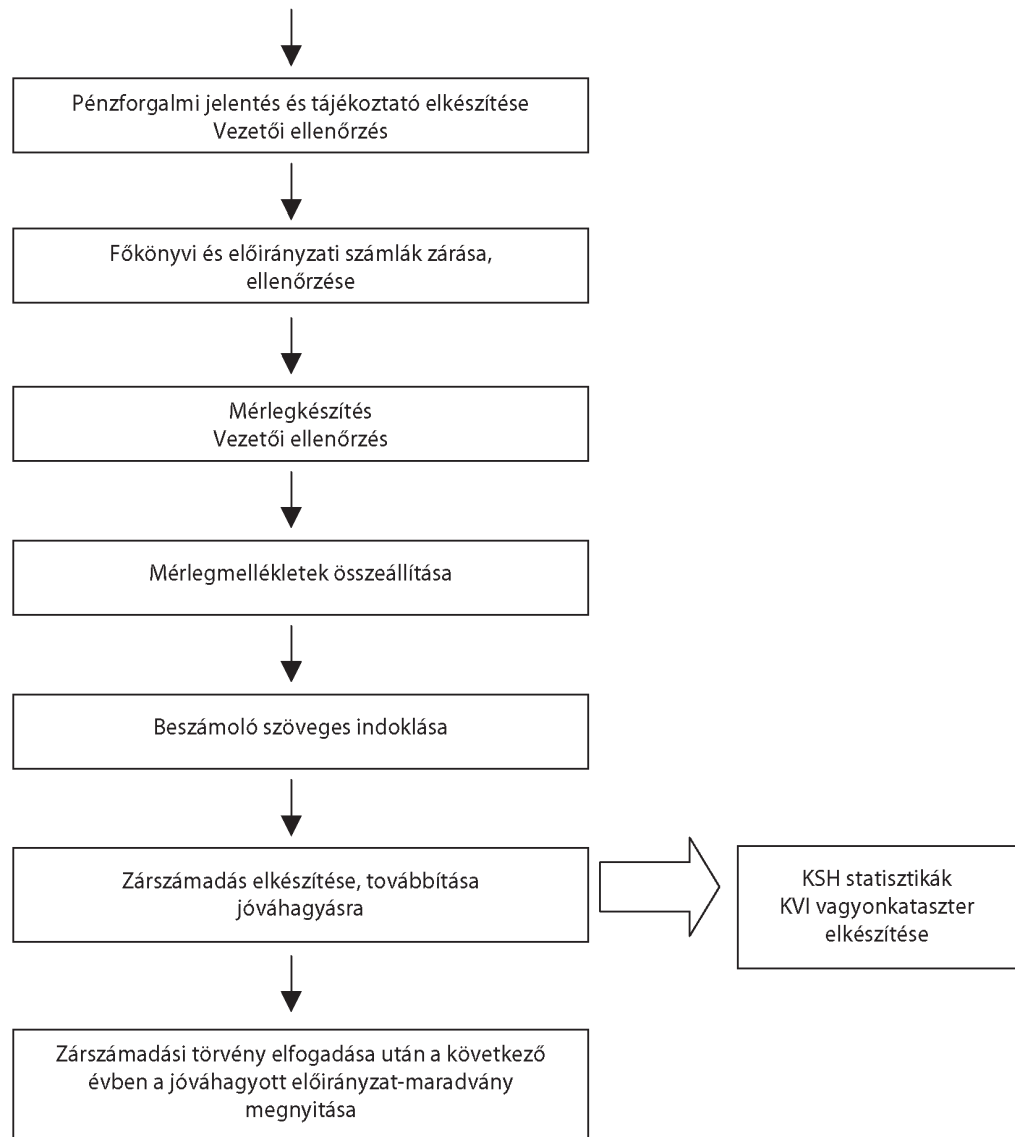 Pénzforgalmi jelentés és tájékoztató elkészítése
Vezetői ellenőrzés
Főkönyvi és előirányzati számlák zárása,
ellenőrzése
Mérlegkészítés
Vezetői ellenőrzés
Mérlegmellékletek összeállítása
Beszámoló szöveges indoklása
Zárszámadás elkészítése, továbbítása
jóváhagyásra
KSH statisztikák
KVI vagyonkataszter
elkészítése
Zárszámadási törvény elfogadása után a következő
évben a jóváhagyott előirányzat-maradvány
megnyitása